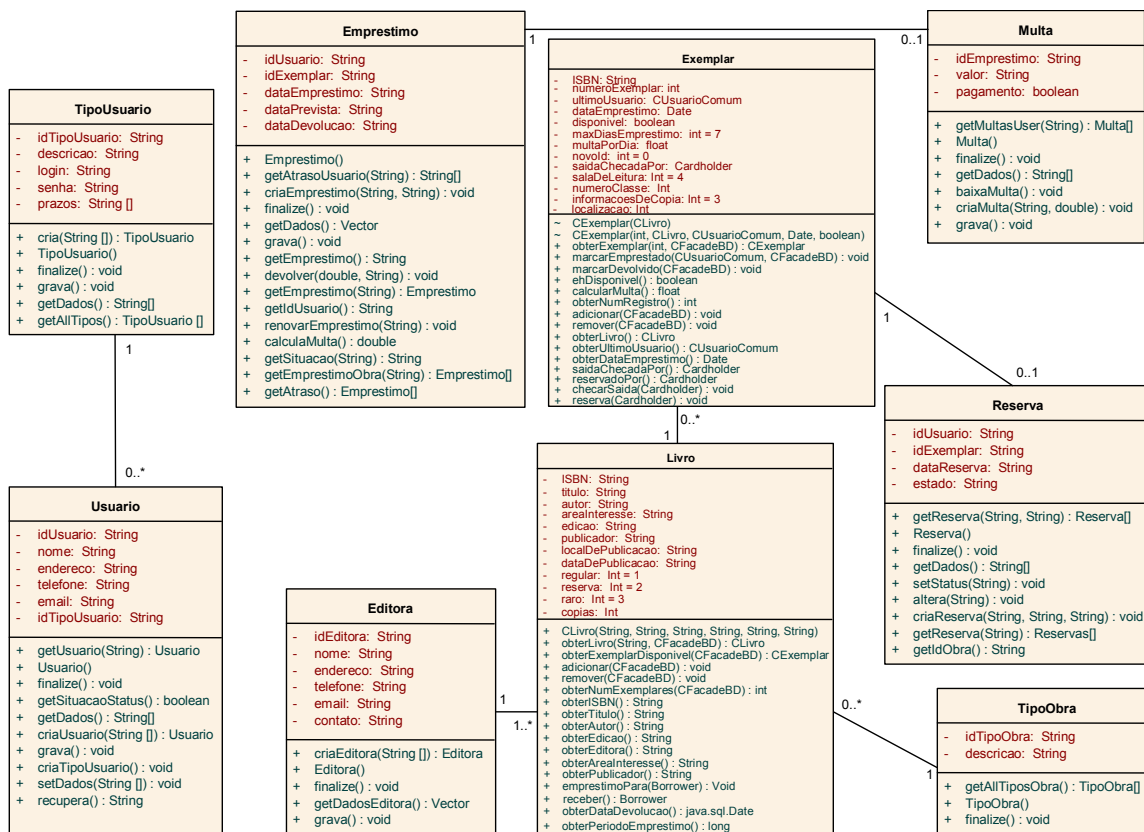 Emprestimo
- idUsuario: String
- idExemplar: String
- dataEmprestimo: String
- dataPrevista: String
- dataDevolucao: String
+ Emprestimo()
+ getAtrasoUsuario(String) : String[]
+ criaEmprestimo(String, String) : void
+ finalize() : void
+ getDados() : Vector
+ grava() : void
+ getEmprestimo() : String
+ devolver(double, String) : void
+ getEmprestimo(String) : Emprestimo
+ getIdUsuario() : String
+ renovarEmprestimo(String) : void
+ calculaMulta() : double
+ getSituacao(String) : String
+ getEmprestimoObra(String) : Emprestimo[]
+ getAtraso() : Emprestimo[]
1
0..1
Multa
- idEmprestimo: String
- valor: String
- pagamento: boolean
+ getMultasUser(String) : Multa[]
+ Multa()
+ finalize() : void
+ getDados() : String[]
+ baixaMulta() : void
+ criaMulta(String, double) : void
+ grava() : void
Exemplar
- ISBN: String
- numeroExemplar: int
- ultimoUsuario: CUsuarioComum
- dataEmprestimo: Date
- disponivel: boolean
- maxDiasEmprestimo: int = 7
- multaPorDia: float
- novoId: int = 0
- saidaChecadaPor: Cardholder
- salaDeLeitura: Int = 4
- numeroClasse: Int
- informacoesDeCopia: Int = 3
- localizacao: Int
~ CExemplar(CLivro)
~ CExemplar(int, CLivro, CUsuarioComum, Date, boolean)
+ obterExemplar(int, CFacadeBD) : CExemplar
+ marcarEmprestado(CUsuarioComum, CFacadeBD) : void
+ marcarDevolvido(CFacadeBD) : void
+ ehDisponivel() : boolean
+ calcularMulta() : float
+ obterNumRegistro() : int
+ adicionar(CFacadeBD) : void
+ remover(CFacadeBD) : void
+ obterLivro() : CLivro
+ obterUltimoUsuario() : CUsuarioComum
+ obterDataEmprestimo() : Date
+ saidaChecadaPor() : Cardholder
+ reservadoPor() : Cardholder
+ checarSaida(Cardholder) : void
+ reserva(Cardholder) : void
TipoUsuario
- idTipoUsuario: String
- descricao: String
- login: String
- senha: String
- prazos: String []
+ cria(String []) : TipoUsuario
+ TipoUsuario()
+ finalize() : void
+ grava() : void
+ getDados() : String[]
+ getAllTipos() : TipoUsuario []
1
0..*
1
0..1
0..*
1
Reserva
- idUsuario: String
- idExemplar: String
- dataReserva: String
- estado: String
+ getReserva(String, String) : Reserva[]
+ Reserva()
+ finalize() : void
+ getDados() : String[]
+ setStatus(String) : void
+ altera(String) : void
+ criaReserva(String, String, String) : void
+ getReserva(String) : Reservas[]
+ getIdObra() : String
Usuario
- idUsuario: String
- nome: String
- endereco: String
- telefone: String
- email: String
- idTipoUsuario: String
+ getUsuario(String) : Usuario
+ Usuario()
+ finalize() : void
+ getSituacaoStatus() : boolean
+ getDados() : String[]
+ criaUsuario(String []) : Usuario
+ grava() : void
+ criaTipoUsuario() : void
+ setDados(String []) : void
+ recupera() : String
Livro
- ISBN: String
- titulo: String
- autor: String
- areaInteresse: String
- edicao: String
- publicador: String
- localDePublicacao: String
- dataDePublicacao: String
- regular: Int = 1
- reserva: Int = 2
- raro: Int = 3
- copias: Int
+ CLivro(String, String, String, String, String, String)
+ obterLivro(String, CFacadeBD) : CLivro
+ obterExemplarDisponivel(CFacadeBD) : CExemplar
+ adicionar(CFacadeBD) : void
+ remover(CFacadeBD) : void
+ obterNumExemplares(CFacadeBD) : int
+ obterISBN() : String
+ obterTitulo() : String
+ obterAutor() : String
+ obterEdicao() : String
+ obterEditora() : String
+ obterAreaInteresse() : String
+ obterPublicador() : String
+ emprestimoPara(Borrower) : Void
+ receber() : Borrower
+ obterDataDevolucao() : java.sql.Date
+ obterPeriodoEmprestimo() : long
Editora
- idEditora: String
- nome: String
- endereco: String
- telefone: String
- email: String
- contato: String
+ criaEditora(String []) : Editora
+ Editora()
+ finalize() : void
+ getDadosEditora() : Vector
+ grava() : void
1
1..*
0..*
1
TipoObra
- idTipoObra: String
- descricao: String
+ getAllTiposObra() : TipoObra[]
+ TipoObra()
+ finalize() : void